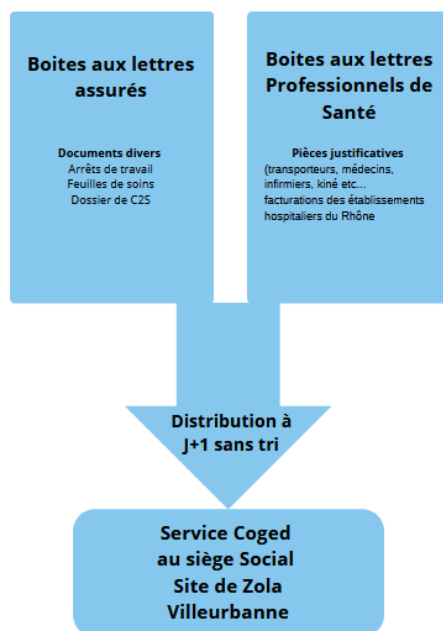 Boites aux lettres
assurés
Documents divers
Arrêts de travail
Feuilles de soins
Dossier de C2S
Boites aux lettres
Professionnels de
Santé
Pièces justificatives
(transporteurs, médecins,
infirmiers, kiné etc...
facturations des établissements
hospitaliers du Rhône
Distribution à
J+1 sans tri
Service Coged
au siège Social
Site de Zola
Villeurbanne